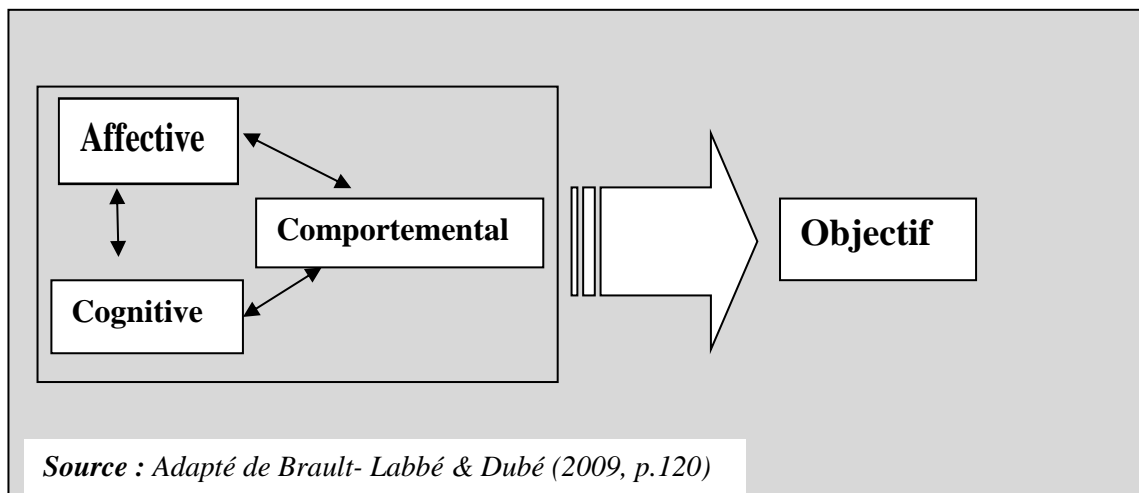 Affective
Comportemental
Objectif
Cognitive
Source : Adapté de Brault- Labbé & Dubé (2009, p.120)